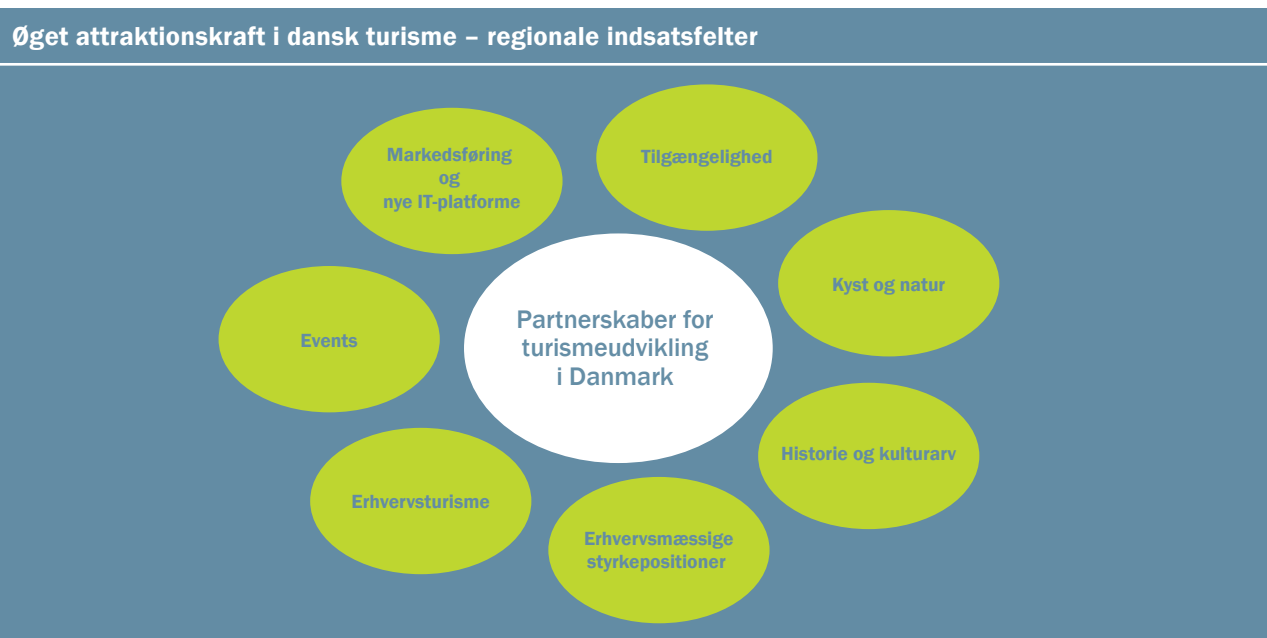 Øget attraktionskraft i dansk turisme – regionale indsatsfelter
Markedsføring
og
nye IT-platforme
Tilgængelighed
Kyst og natur
Events
Partnerskaber for
turismeudvikling
i Danmark
Historie og kulturarv
Erhvervsturisme
Erhvervsmæssige
styrkepositioner